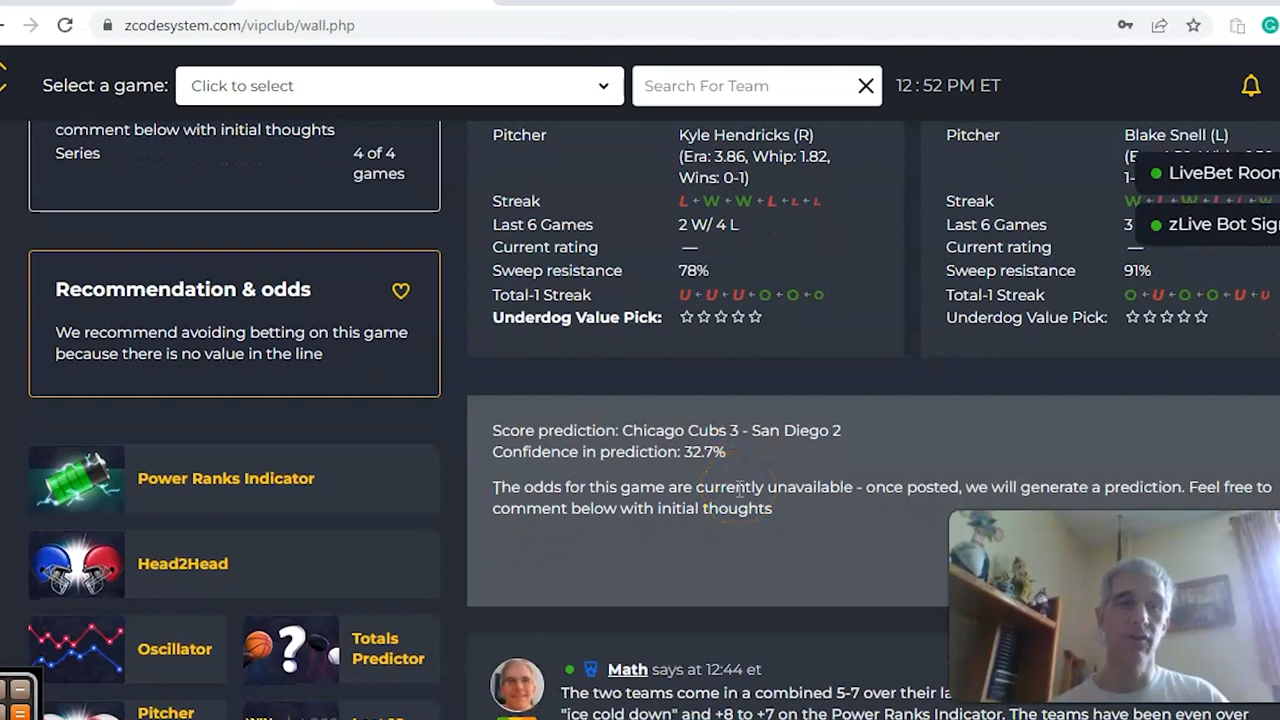 zcodesystem.com/vipclub/wall.php
Select a game:
Click to select
Search For Team
12:52 PM ET
comment below with initial thoughts
Series
4 of 4
games
Recommendation & odds
We recommend avoiding betting on this game
because there is no value in the line
Power Ranks Indicator
Head2Head
Oscillator
Totals
Predictor
Pitcher
Pitcher
Kyle Hendricks (R)
(Era: 3.86, Whip: 1.82,
Wins: 0-1)
Streak
L W W L L L
Last 6 Games
2 W/ 4 L
Current rating
—
Sweep resistance
78%
Total-1 Streak
U U U O O O
Underdog Value Pick:
Pitcher
Blake Snell (L)
1-
Streak
Last 6 Games
3
Current rating
—
Sweep resistance
91%
Total-1 Streak
O U O O U U
Underdog Value Pick:
LiveBet Room
zLive Bot Sig
Score prediction: Chicago Cubs 3 - San Diego 2
Confidence in prediction: 32.7%
The odds for this game are currently unavailable - once posted, we will generate a prediction. Feel free to
comment below with initial thoughts
Math says at 12:44 et
The two teams come in a combined 5-7 over their la
"ice cold down" and +8 to +7 on the Power Ranks Indicator. The teams have been even over